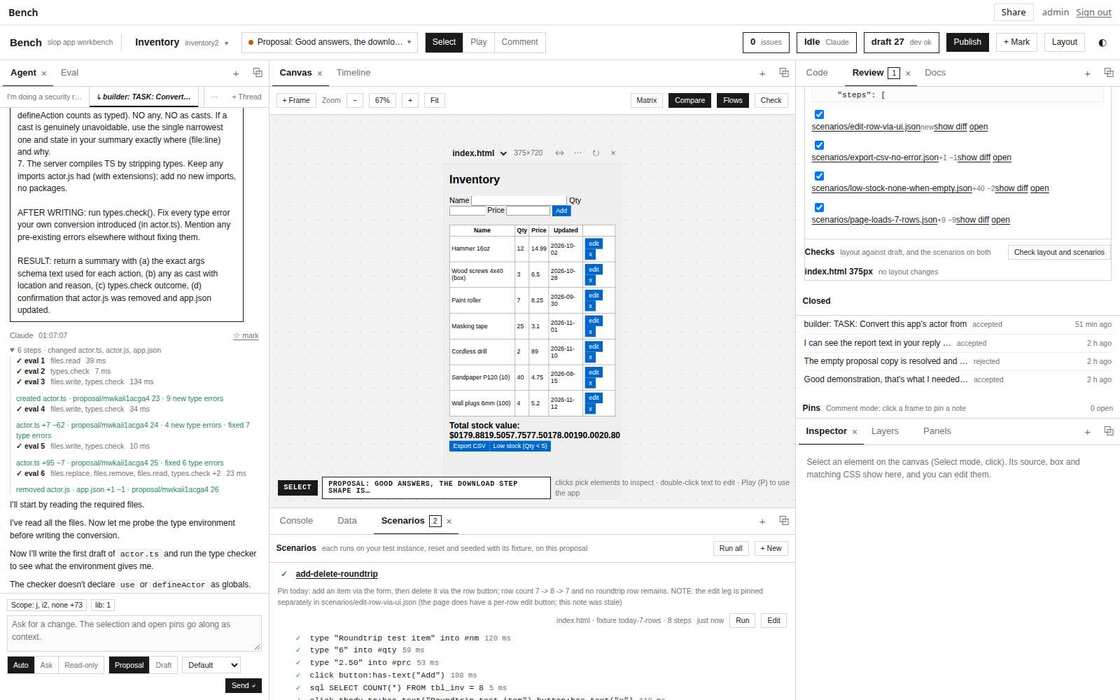 Bench
Share
admin
Sign out
Bench slop app workbench
Inventory inventory2
Proposal: Good answers, the downlo…
Select
Play
Comment
0 issues
Idle Claude
draft 27 dev ok
Publish
+ Mark
Layout
Agent ×
Eval
I'm doing a security r…
↳ builder: TASK: Convert…
···
+ Thread
defineAction counts as typed). NO any, NO as casts. If a
cast is genuinely unavoidable, use the single narrowest
one and state in your summary exactly where (file:line)
and why.
7. The server compiles TS by stripping types. Keep any
imports actor.js had (with extensions); add no new imports,
no packages.
AFTER WRITING: run types.check(). Fix every type error
your own conversion introduced (in actor.ts). Mention any
pre-existing errors elsewhere without fixing them.
RESULT: return a summary with (a) the exact args
schema text used for each action, (b) any as cast with
location and reason, (c) types.check outcome, (d)
confirmation that actor.js was removed and app.json
updated.
Claude 01:07:07
☆ mark
▾ 6 steps · changed actor.ts, actor.js, app.json
✓ eval 1 files.read 39 ms
✓ eval 2 types.check 7 ms
✓ eval 3 files.write, types.check 134 ms
created actor.ts · proposal/mwkaii1acga4 23 · 9 new type errors
✓ eval 4 files.write, types.check 34 ms
actor.ts +7 −62 · proposal/mwkaii1acga4 24 · 4 new type errors · fixed 7
type errors
✓ eval 5 files.write, types.check 10 ms
actor.ts +95 −7 · proposal/mwkaii1acga4 25 · fixed 6 type errors
✓ eval 6 files.replace, files.remove, files.read, types.check +2 23 ms
removed actor.js · app.json +1 −1 · proposal/mwkaii1acga4 26
I'll start by reading the required files.
I've read all the files. Now let me probe the type environment
before writing the conversion.
Now I'll write the first draft of actor.ts and run the type checker
to see what the environment gives me.
The checker doesn't declare use or defineActor as globals.
Scope: j, i2, none +73
lib: 1
Ask for a change. The selection and open pins go along as
context.
Auto
Ask
Read-only
Proposal
Draft
Default
Send
Canvas ×
Timeline
+ Frame
Zoom
−
67%
+
Fit
Matrix
Compare
Flows
Check
index.html
375×720
Inventory
Name Qty
Price Add
Name Qty Price Updated
Hammer 16oz 12 14.99 2026-10-02 edit x
Wood screws 4x40 (box) 3 6.5 2026-10-28 edit x
Paint roller 7 8.25 2026-09-30 edit x
Masking tape 25 3.1 2026-11-01 edit x
Cordless drill 2 89 2026-11-10 edit x
Sandpaper P120 (10) 40 4.75 2026-08-15 edit x
Wall plugs 6mm (100) 4 5.2 2026-11-12 edit x
Total stock value:
$0179.8819.5057.7577.50178.00190.0020.80
Export CSV
Low stock (Qty < 5)
SELECT
PROPOSAL: GOOD ANSWERS, THE DOWNLOAD STEP
SHAPE IS…
clicks pick elements to inspect · double-click text to edit · Play (P) to use
the app
Console
Data
Scenarios 2 ×
Scenarios each runs on your test instance, reset and seeded with its fixture, on this proposal
Run all
+ New
✓ add-delete-roundtrip
Pin today: add an item via the form, then delete it via the row button; row count 7 -> 8 -> 7 and no roundtrip row remains. NOTE: the edit leg is pinned
separately in scenarios/edit-row-via-ui.json (the page does have a per-row edit button; this note was stale)
index html · fixture today-7-rows · 8 steps just now
Run
Edit
✓ type "Roundtrip test item" into #nm 120 ms
✓ type "6" into #qty 59 ms
✓ type "2.50" into #prc 53 ms
✓ click button:has-text("Add") 108 ms
✓ sql SELECT COUNT(*) FROM tbl_inv = 8 5 ms
Code
Review 1 ×
Docs
"steps": [
scenarios/edit-row-via-ui.json new show diff open
scenarios/export-csv-no-error.json +1 −1 show diff open
scenarios/low-stock-none-when-empty.json +40 −2 show diff open
scenarios/page-loads-7-rows.json +9 −9 show diff open
Checks layout against draft, and the scenarios on both
Check layout and scenarios
index.html 375px no layout changes
Closed
builder: TASK: Convert this app's actor from accepted 51 min ago
I can see the report text in your reply … accepted 2 h ago
The empty proposal copy is resolved and … rejected 2 h ago
Good demonstration, that's what I needed… accepted 2 h ago
Pins Comment mode: click a frame to pin a note 0 open
Inspector ×
Layers
Panels
Select an element on the canvas (Select mode, click). Its source, box and
matching CSS show here, and you can edit them.